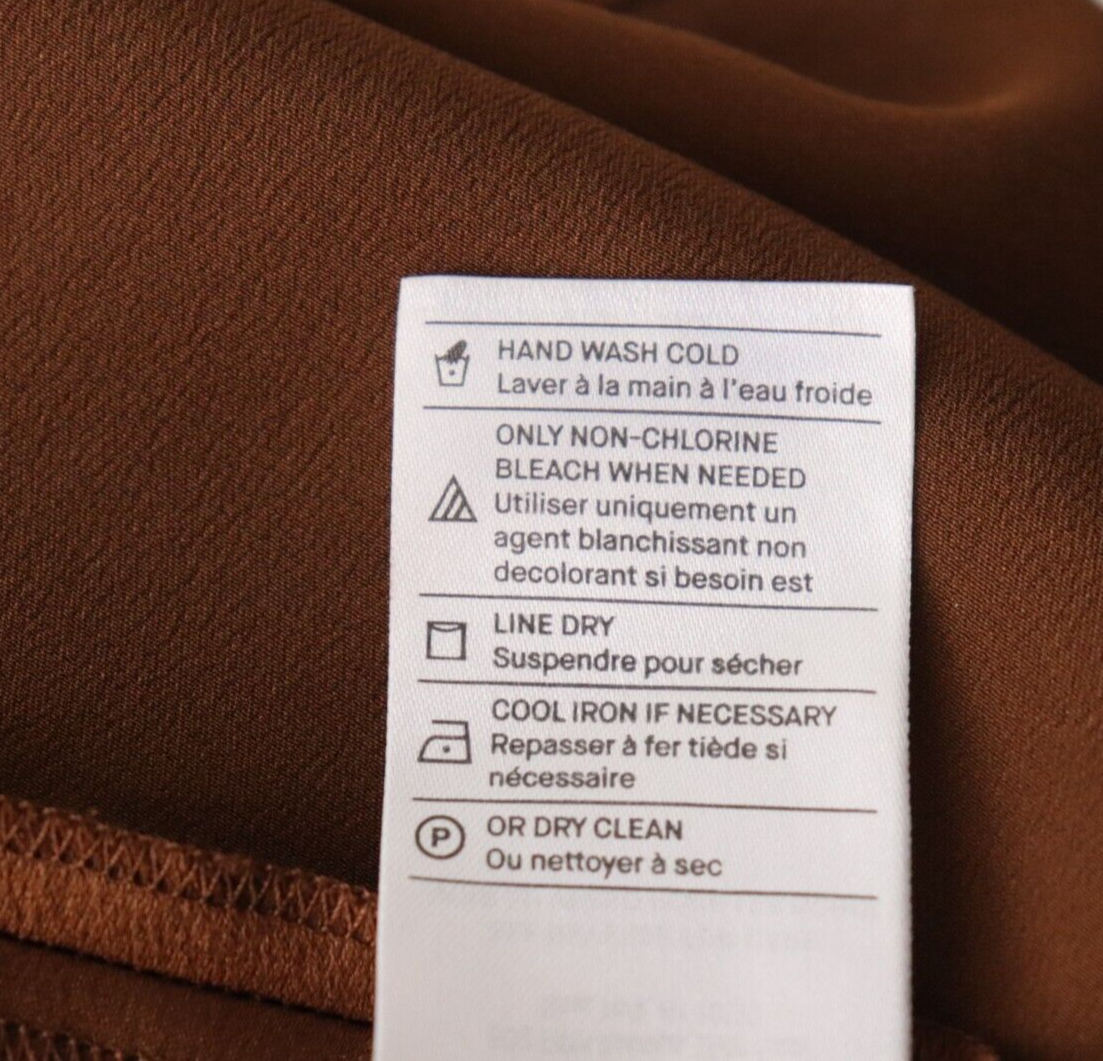 HAND WASH COLD
Laver à la main à l'eau froide
ONLY NON-CHLORINE
BLEACH WHEN NEEDED
Utiliser uniquement un
agent blanchissant non
decolorant si besoin est
LINE DRY
Suspendre pour sécher
COOL IRON IF NECESSARY
Repasser à fer tiède si
nécessaire
P
OR DRY CLEAN
Ou nettoyer à sec